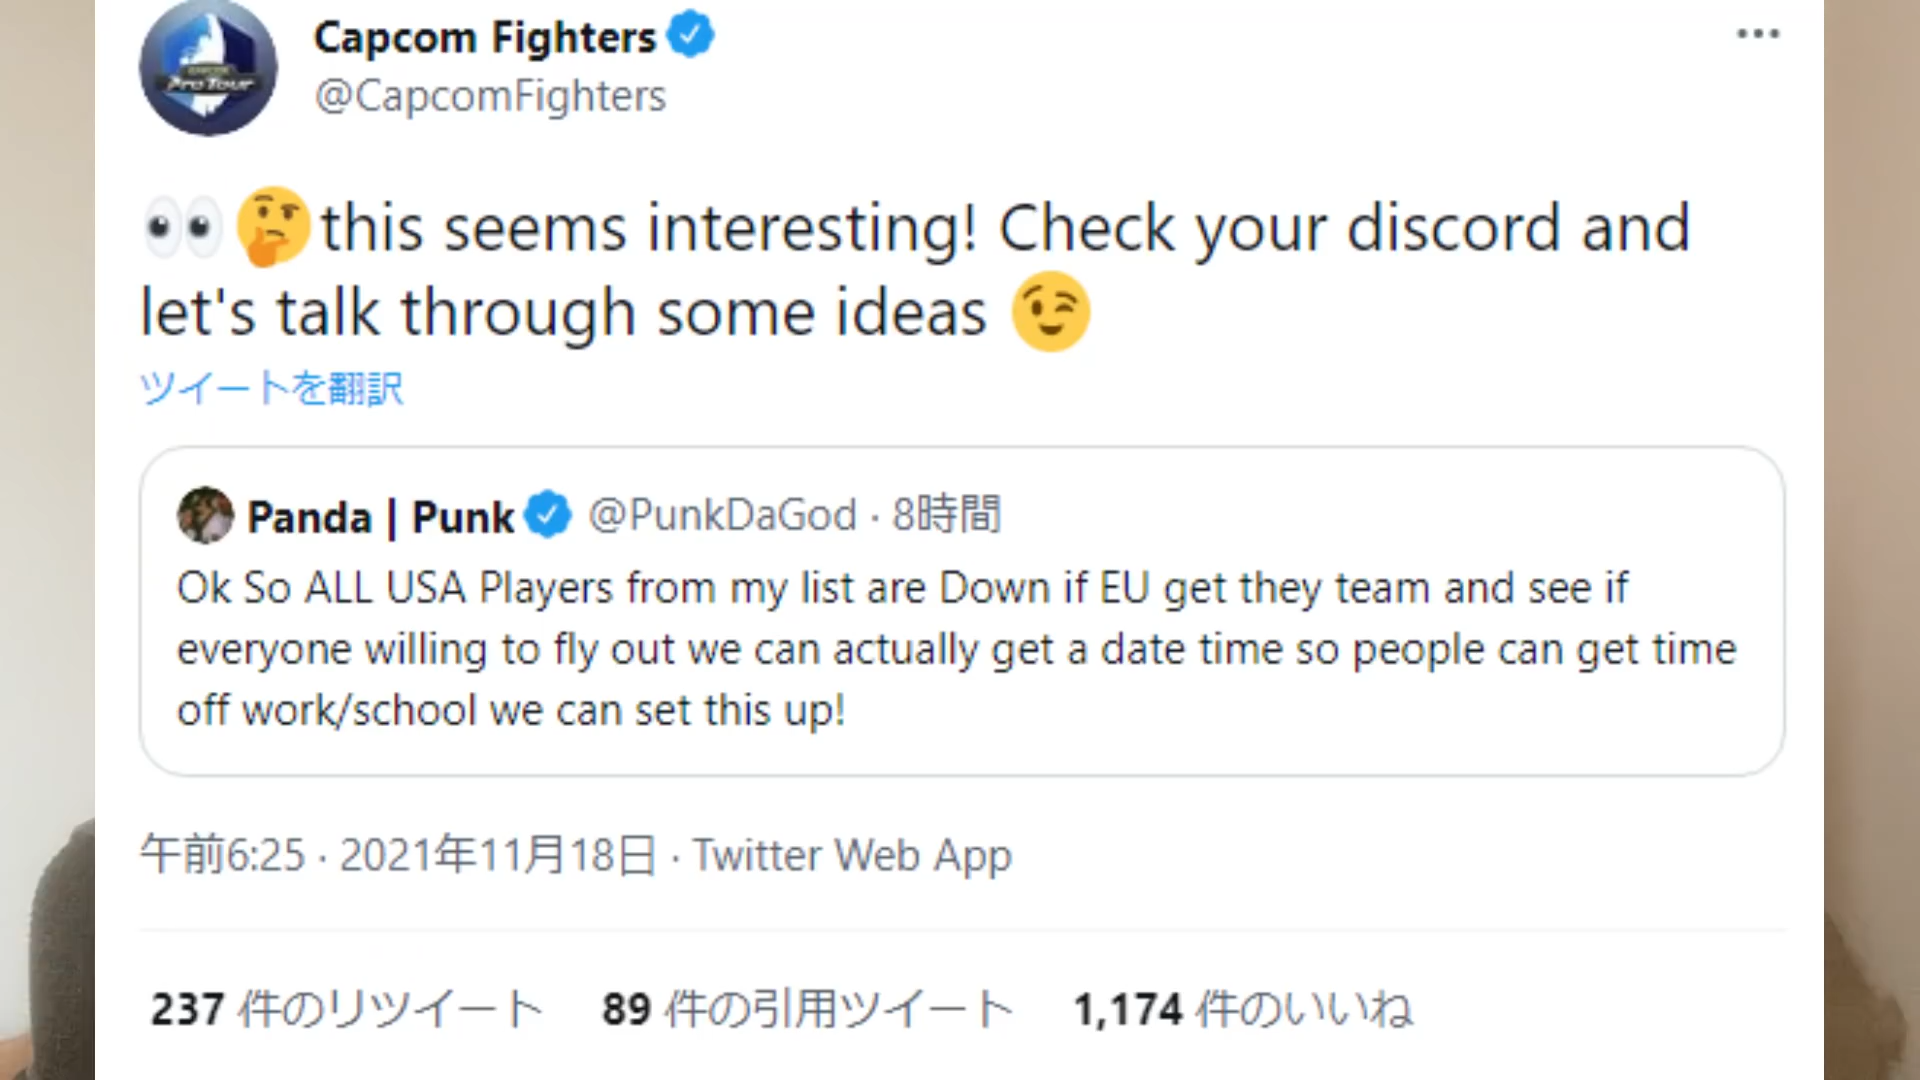 Capcom Fighters
@CapcomFighters
Pro Tour
👀🤔this seems interesting! Check your discord and
let's talk through some ideas 😉
ツイートを翻訳
Panda | Punk @PunkDaGod · 8時間
Ok So ALL USA Players from my list are Down if EU get they team and see if
everyone willing to fly out we can actually get a date time so people can get time
off work/school we can set this up!
午前6:25 · 2021年11月18日 · Twitter Web App
237 件のリツイート 89 件の引用ツイート 1,174 件のいいね